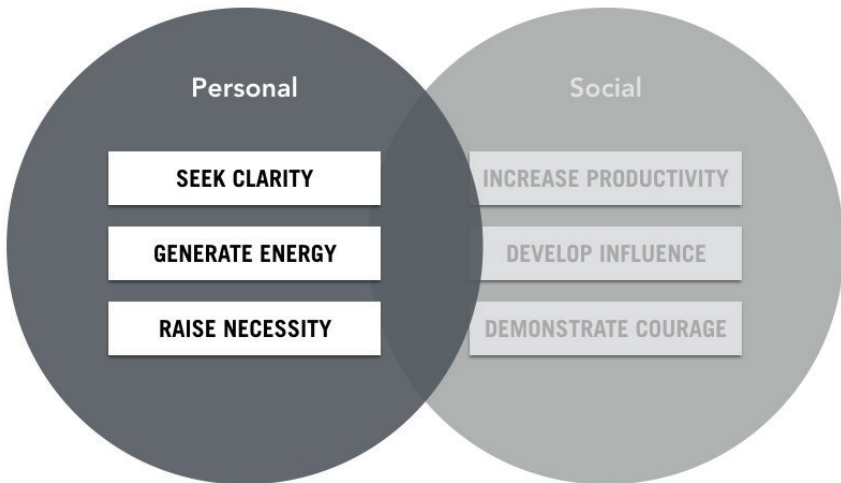 Personal
SEEK CLARITY
GENERATE ENERGY
RAISE NECESSITY
Social
INCREASE PRODUCTIVITY
DEVELOP INFLUENCE
DEMONSTRATE COURAGE